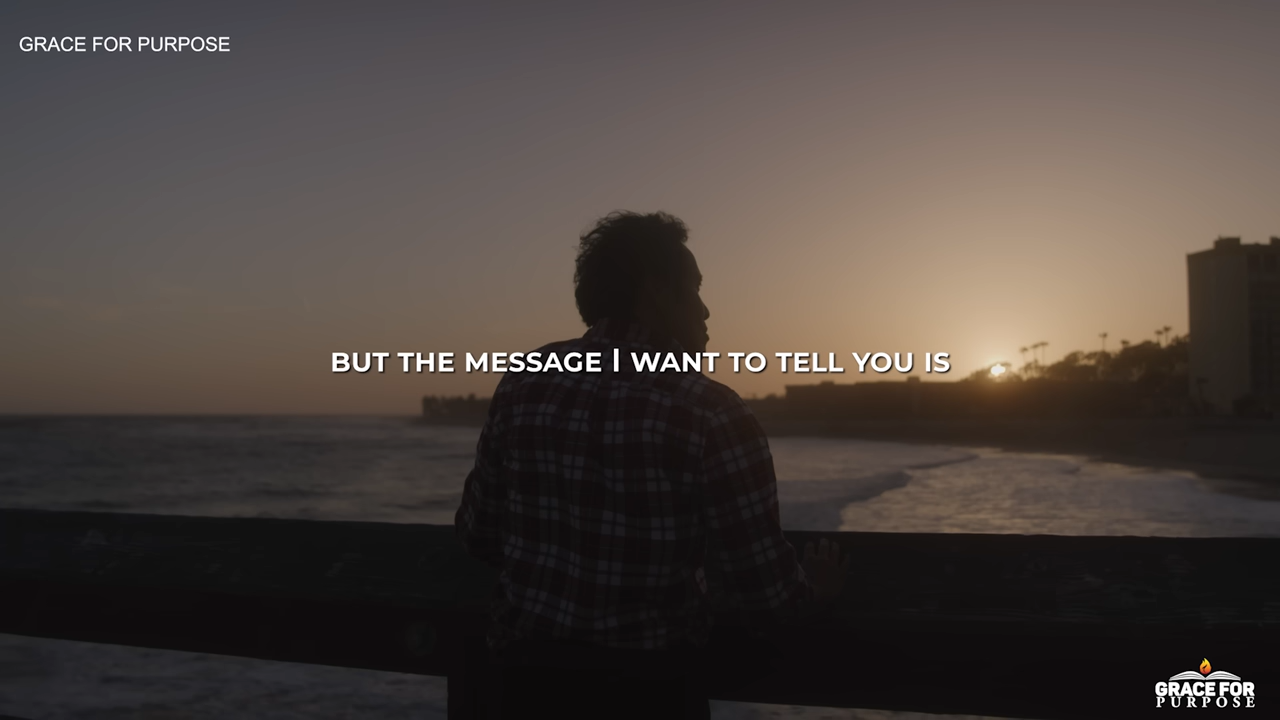 GRACE FOR PURPOSE
BUT THE MESSAGE I WANT TO TELL YOU IS
GRACE FOR
PURPOSE